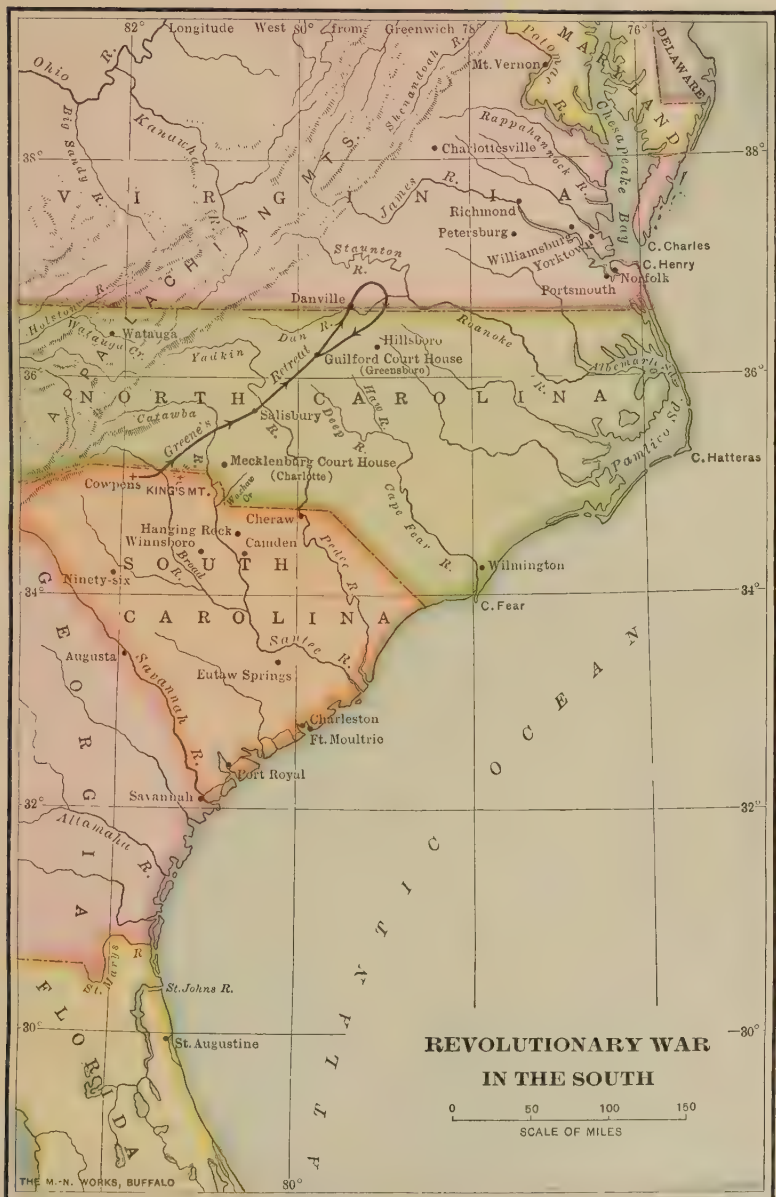 82° Longitude West 80° from Greenwich 78° 76°
Ohio R.
Big Sandy R.
Kanawha R.
Shenandoah R.
Potomac R.
Mt. Vernon
MARYLAND
DELAWARE
Chesapeake Bay
Rappahannock R.
Charlottesville
38° 38°
VIRGINIA
James R.
Richmond
Petersburg
Williamsburg
Yorktown
C. Charles
C. Henry
Norfolk
Portsmouth
Staunton R.
APPALACHIANG MTS.
Danville
Holston R.
Watauga Cr.
Watauga
Dan R.
Yadkin R.
Hillsboro
Roanoke R.
Guilford Court House
(Greensboro)
Albemarle Sd.
36°
NORTH CAROLINA
Greene's Retreat
Catawba R.
Salisbury
Haw R.
Deep R.
Pamlico Sd.
C. Hatteras
Mecklenburg Court House
(Charlotte)
Waxhaw Cr
Cowpens
KING'S MT.
Cheraw
Cape Fear R.
Hanging Rock
Winnsboro
Camden
Broad R.
Pedee R.
Wilmington
Ninety-six
SOUTH
34°
C. Fear
CAROLINA
Santee R.
Augusta
Savannah R.
Eutaw Springs
GEORGIA
Charleston
Ft. Moultrie
Port Royal
Savannah
32° 32°
Altamaha R.
ATLANTIC OCEAN
St. Marys R
St. Johns R.
FLORIDA
30° 30°
St. Augustine
REVOLUTIONARY WAR
IN THE SOUTH
0 50 100 150
SCALE OF MILES
THE M.-N. WORKS, BUFFALO
80°